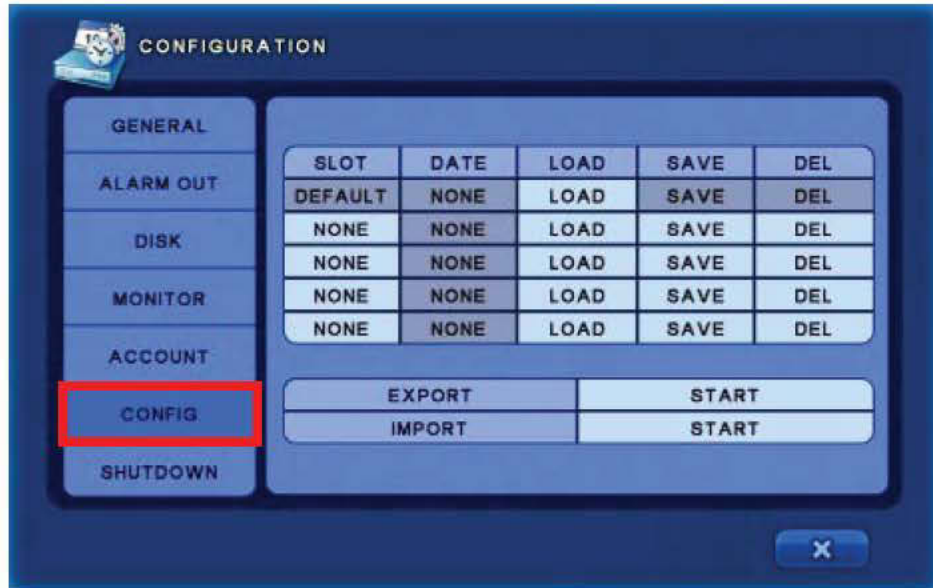 CONFIGURATION
GENERAL
ALARM OUT
DISK
MONITOR
ACCOUNT
CONFIG
SHUTDOWN
SLOT DATE LOAD SAVE DEL
DEFAULT NONE LOAD SAVE DEL
NONE NONE LOAD SAVE DEL
NONE NONE LOAD SAVE DEL
NONE NONE LOAD SAVE DEL
NONE NONE LOAD SAVE DEL
EXPORT START
IMPORT START
X